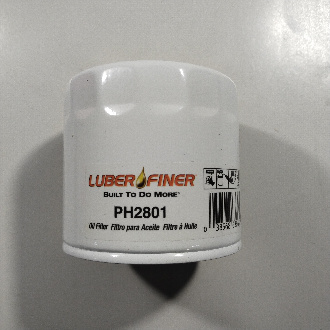 LUBER FINER
BUILT TO DO MORE®
PH2801
Oil Filter Filtro para Aceite Filtre à Huile